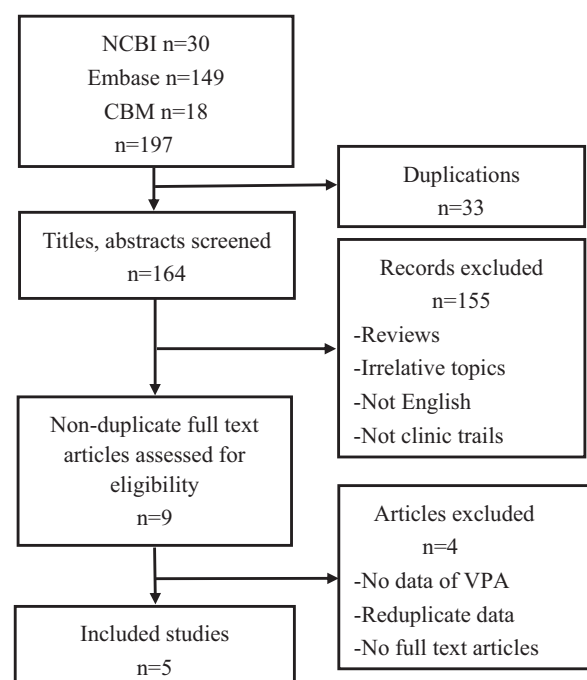 NCBI n=30
Embase n=149
CBM n=18
n=197
Duplications
n=33
Titles, abstracts screened
n=164
Records excluded
n=155
-Reviews
-Irrelative topics
-Not English
-Not clinic trails
Non-duplicate full text
articles assessed for
eligibility
n=9
Articles excluded
n=4
-No data of VPA
-Reduplicate data
-No full text articles
Included studies
n=5